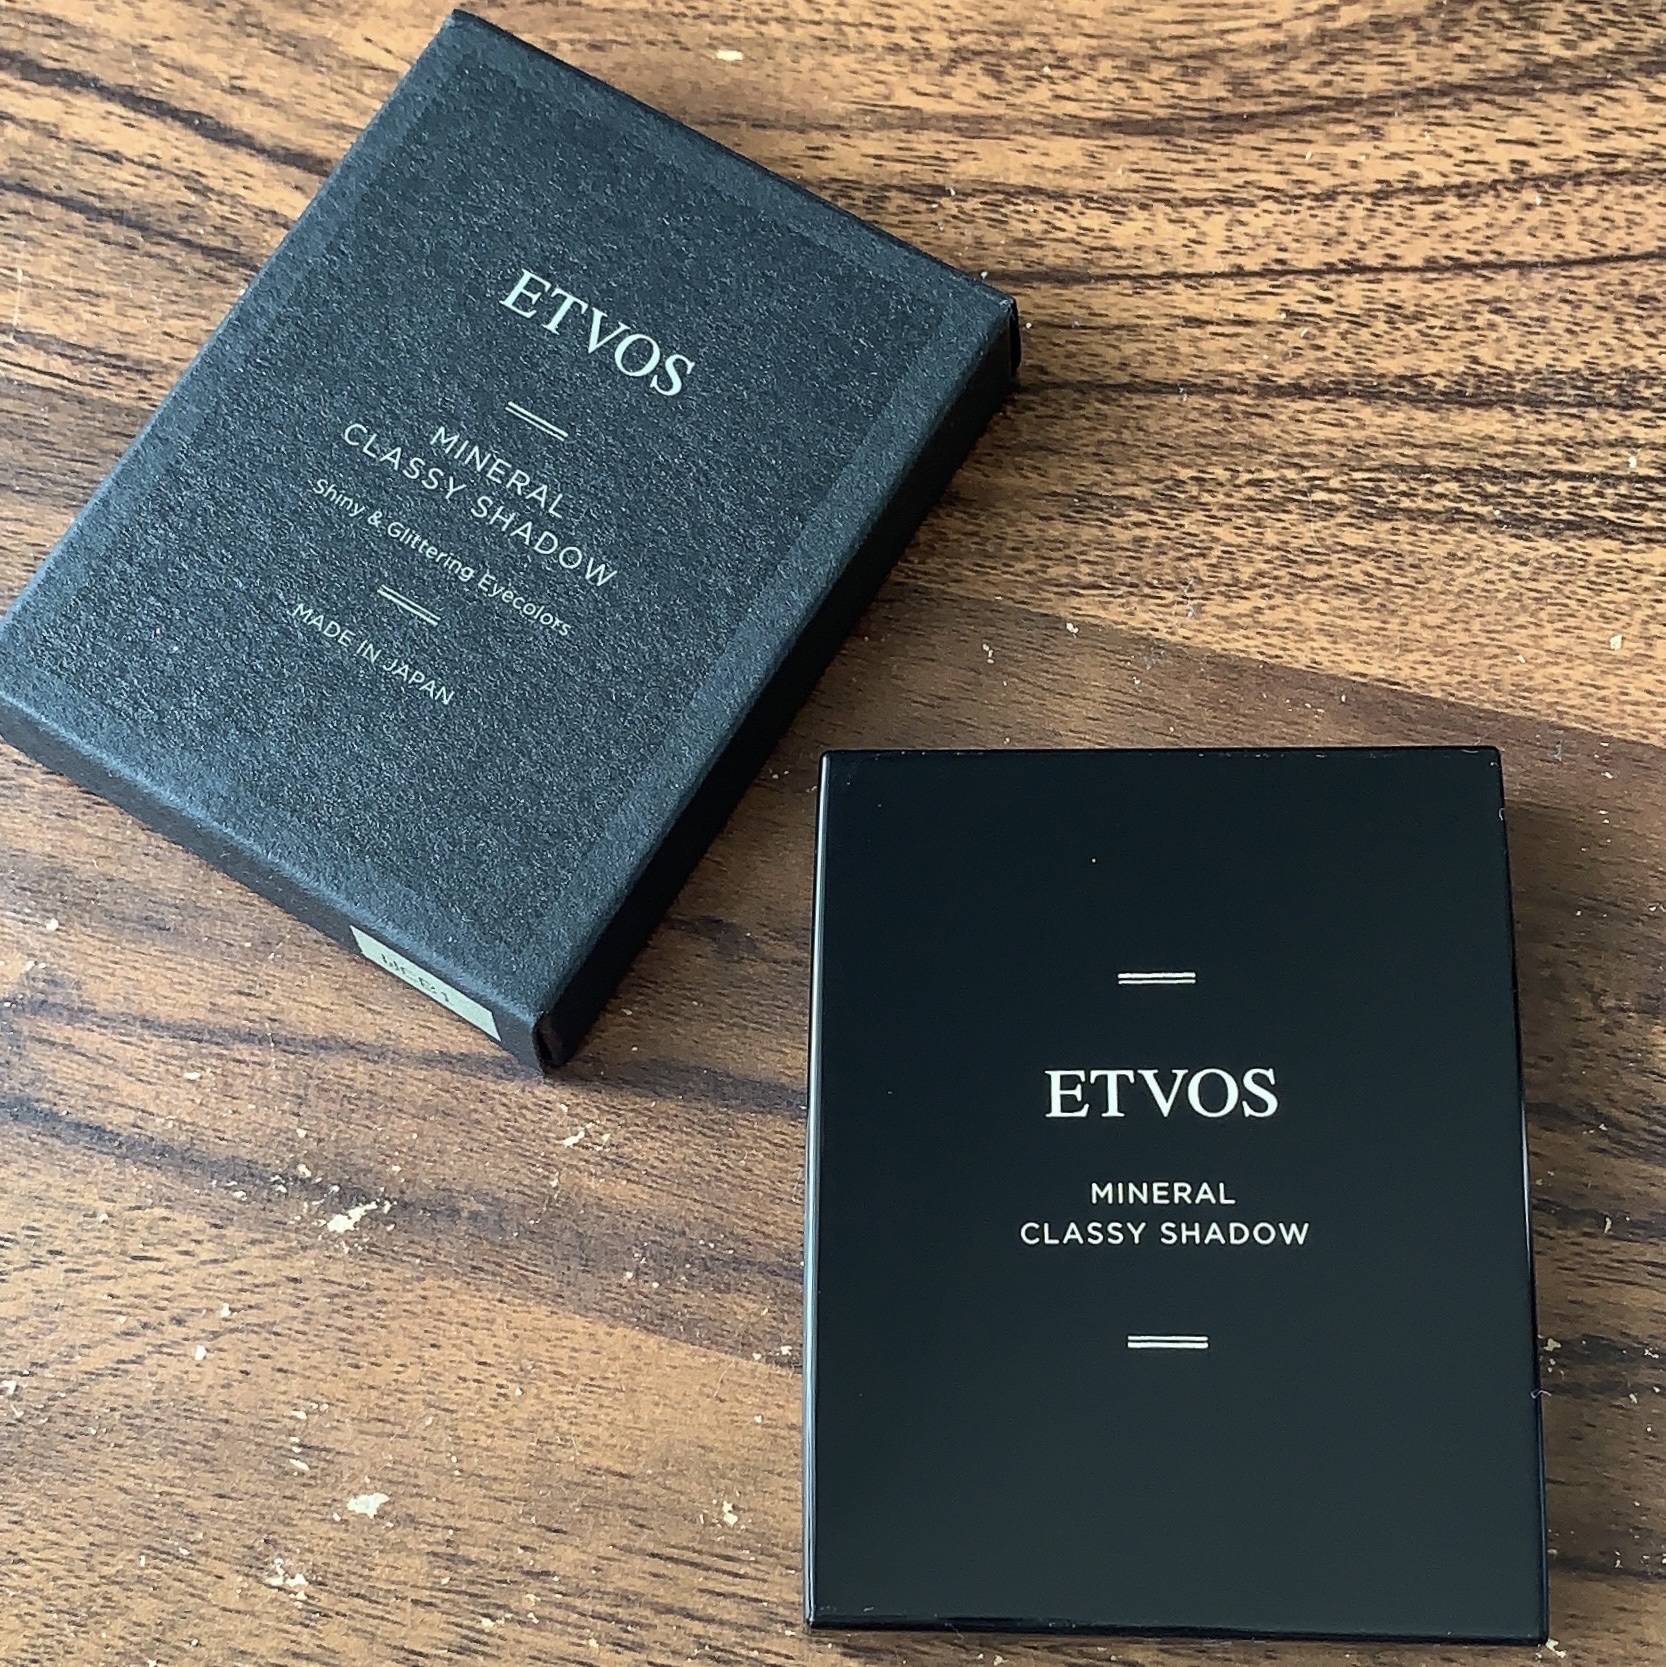 ETVOS
MINERAL
CLASSY SHADOW
Shiny & Glittering Eyecolors
MADE IN JAPAN
ETVOS
MINERAL
CLASSY SHADOW